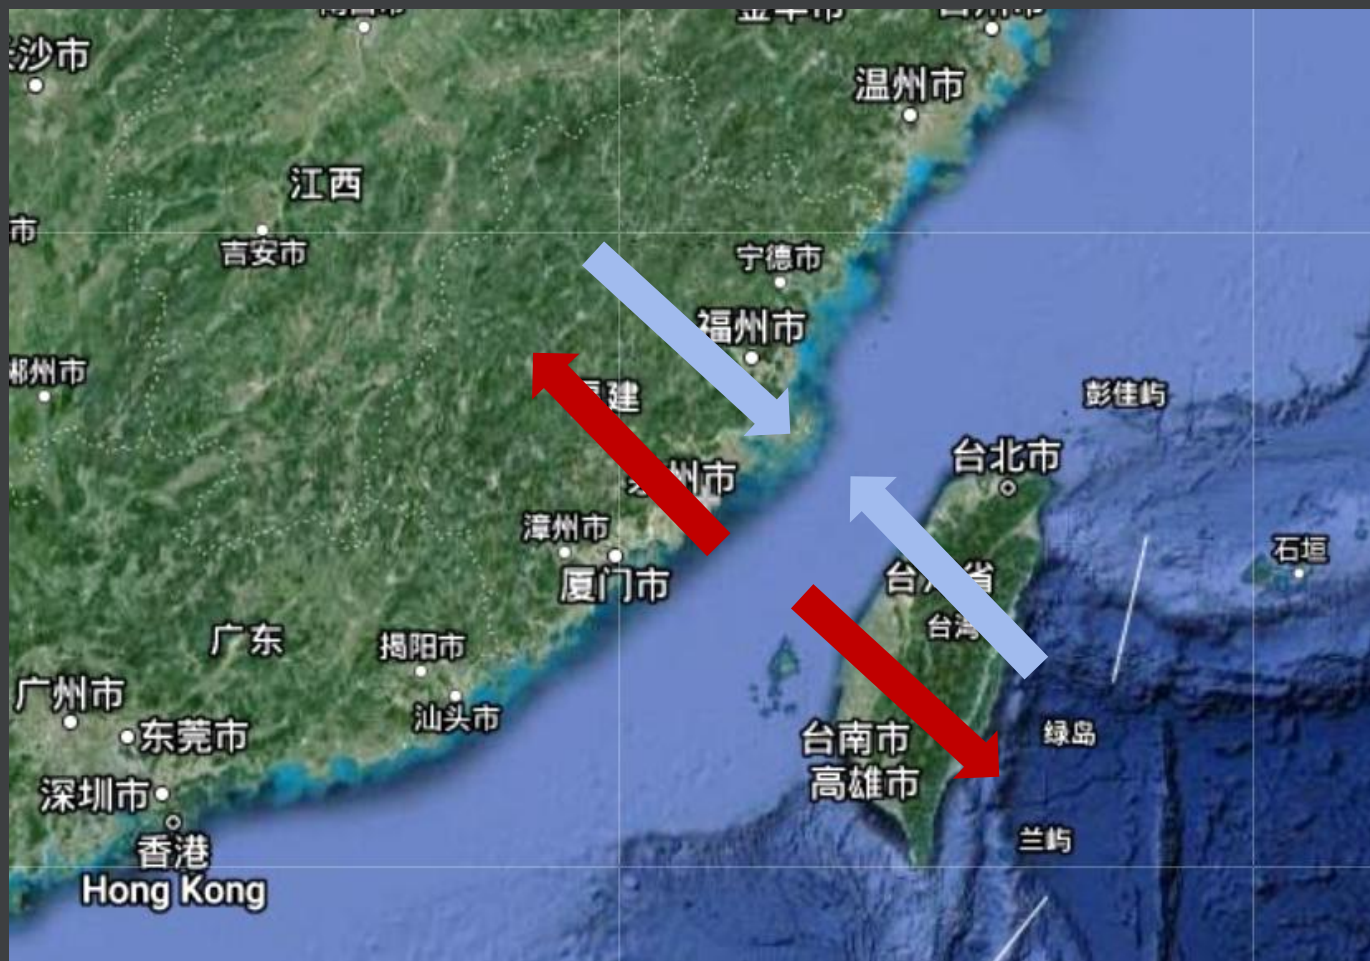 沙市
温州市
江西
市
吉安市
宁德市
福州市
郴州市
建
彭佳屿
台北市
州市
漳州市
石垣
厦门市
台 省
台湾
广东
揭阳市
广州市
汕头市
东莞市
台南市
绿岛
高雄市
深圳市
兰屿
香港
Hong Kong